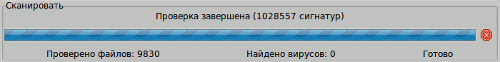 Сканировать
Проверка завершена (1028557 сигнатур)
Проверено файлов: 9830 Найдено вирусов: 0 Готово